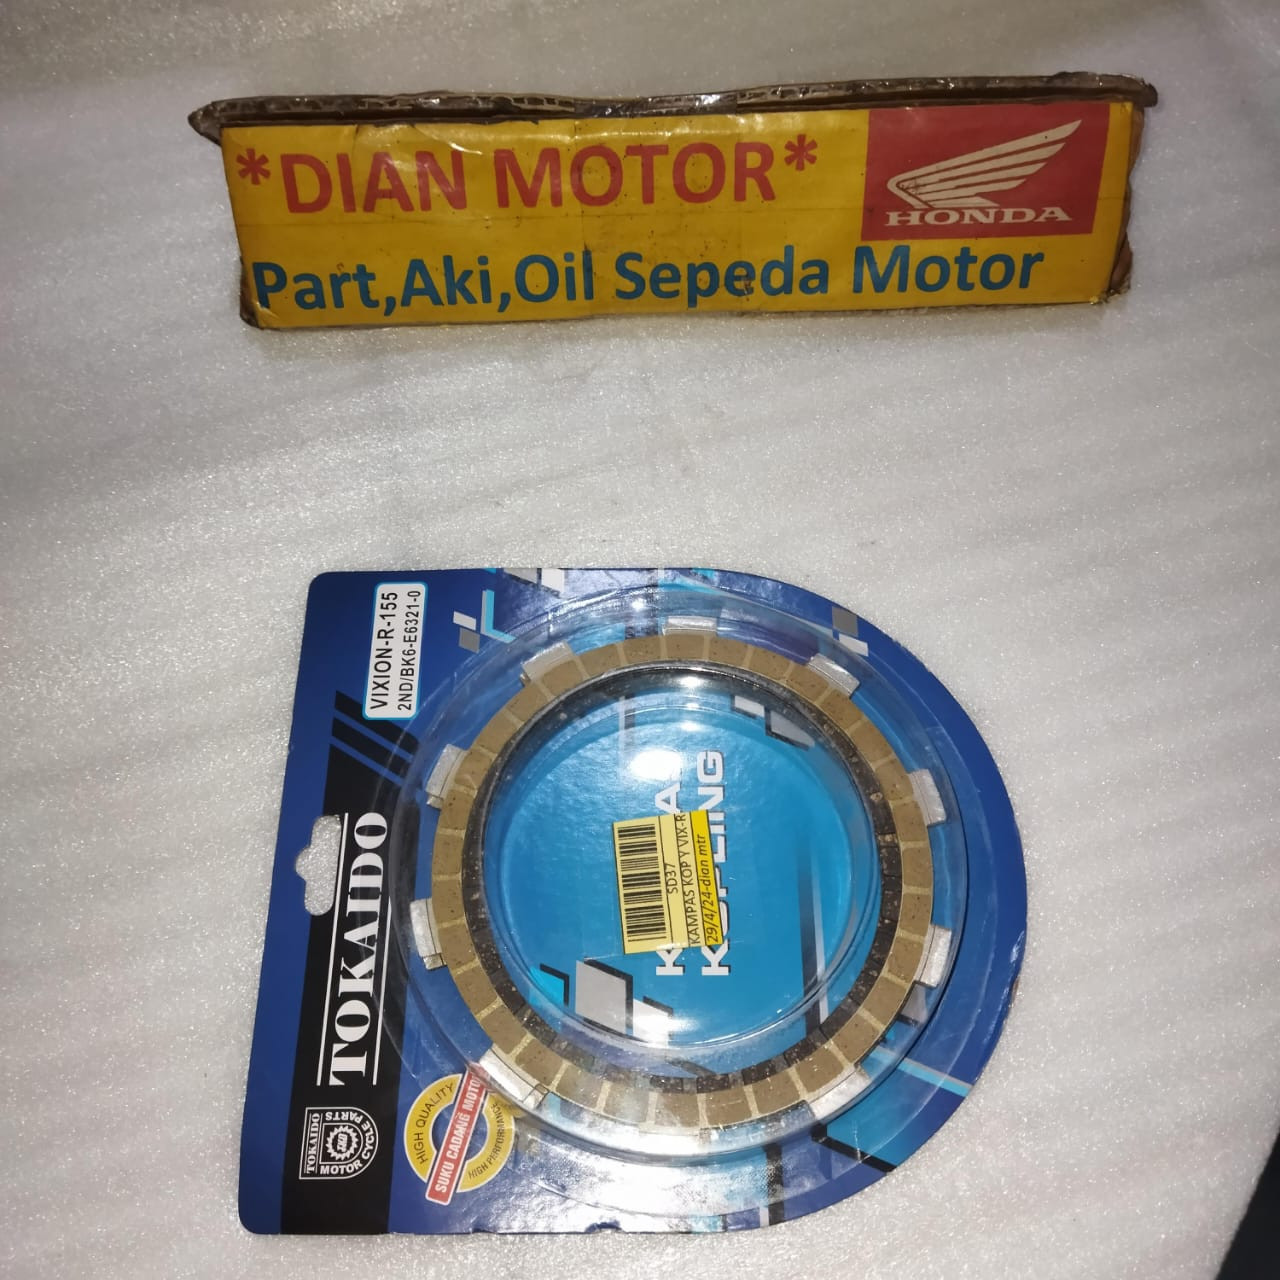 *DIAN MOTOR*
HONDA
Part,Aki,Oil Sepeda Motor
VIXION-R-155
2ND/BK6-E6321-0
TOKAIDO
KOPLING
SD37
KAMPAS KOP Y VIX-R
29/4/24-dian mtr
HIGH QUALITY
SUKU CADANG MOTOR
HIGH PERFORMANCE
TOKAIDO
PARTS
MOTOR CYCLE